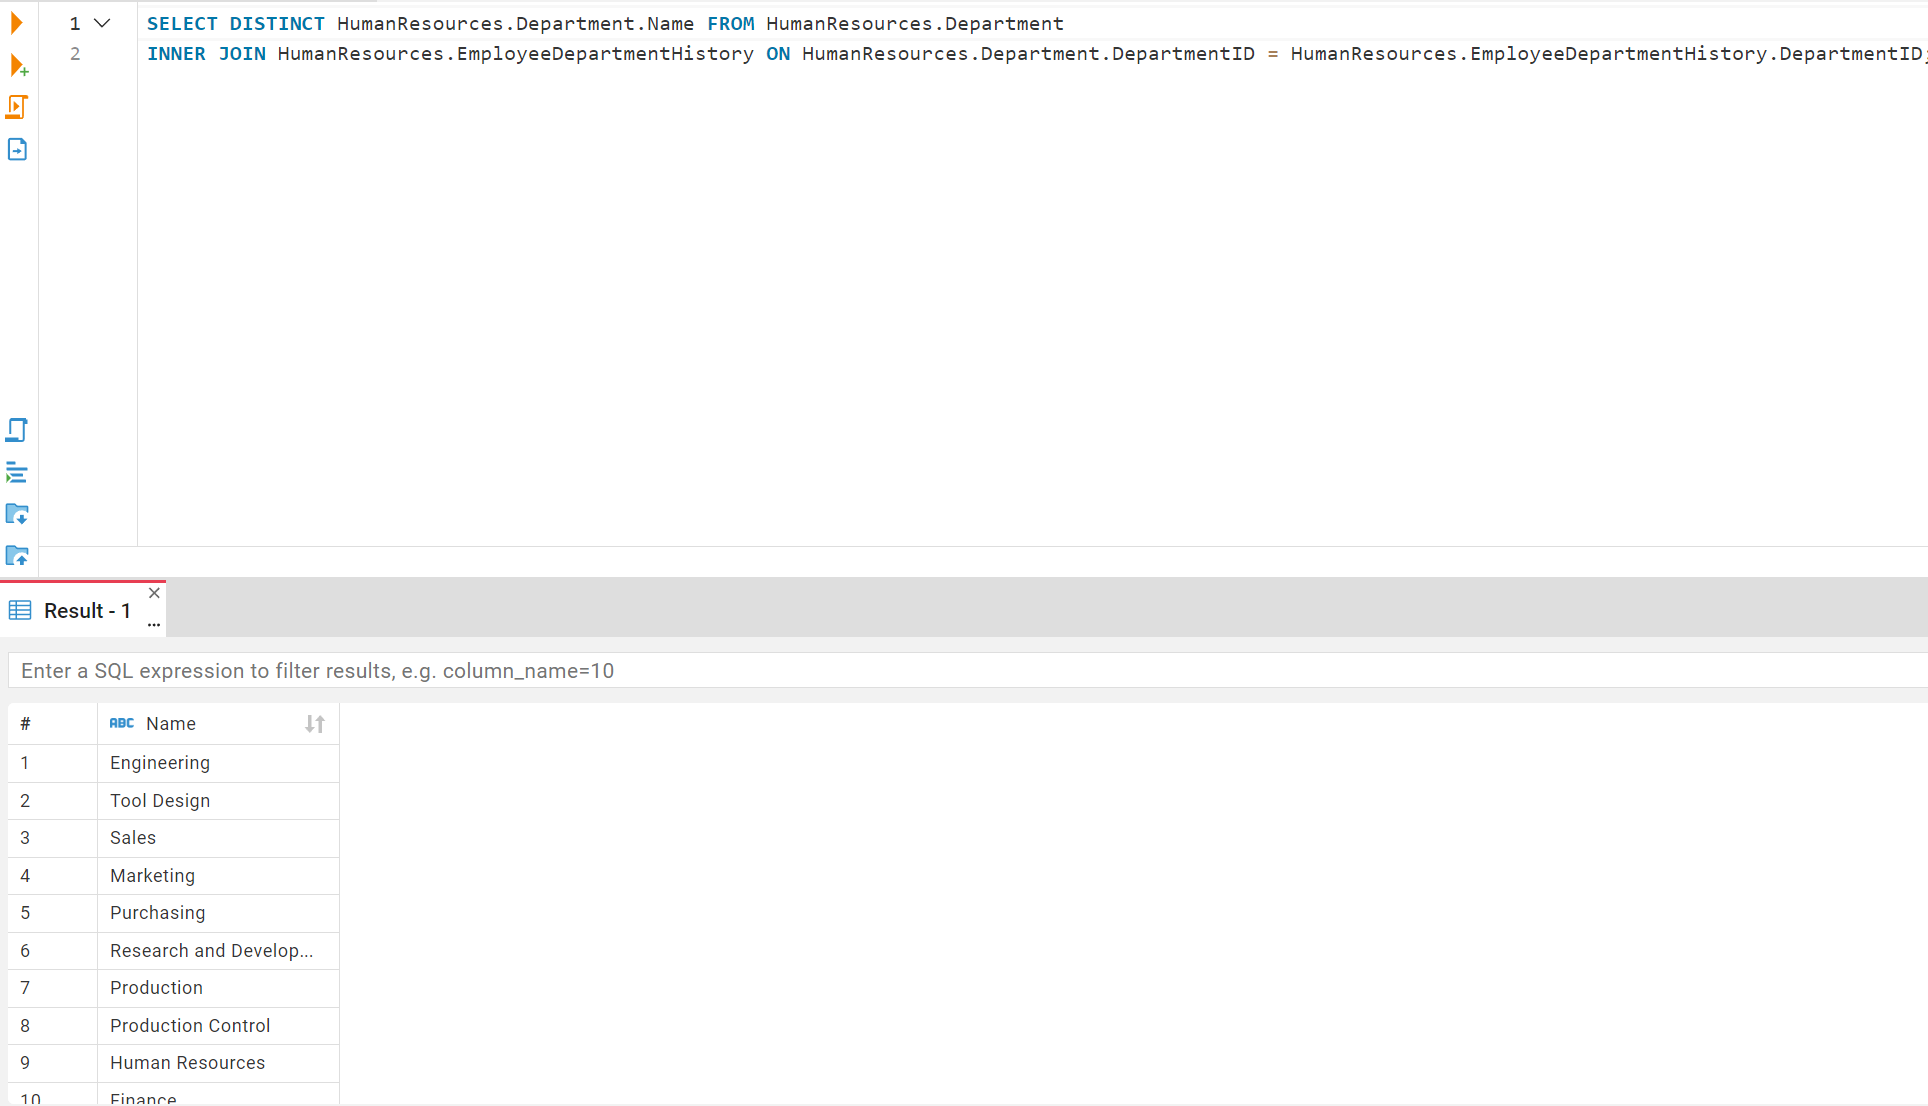 1 SELECT DISTINCT HumanResources.Department.Name FROM HumanResources.Department
2 INNER JOIN HumanResources.EmployeeDepartmentHistory ON HumanResources.Department.DepartmentID = HumanResources.EmployeeDepartmentHistory.DepartmentID;
Result - 1
Enter a SQL expression to filter results, e.g. column_name=10
# ABC Name
1 Engineering
2 Tool Design
3 Sales
4 Marketing
5 Purchasing
6 Research and Develop...
7 Production
8 Production Control
9 Human Resources
10 Finance